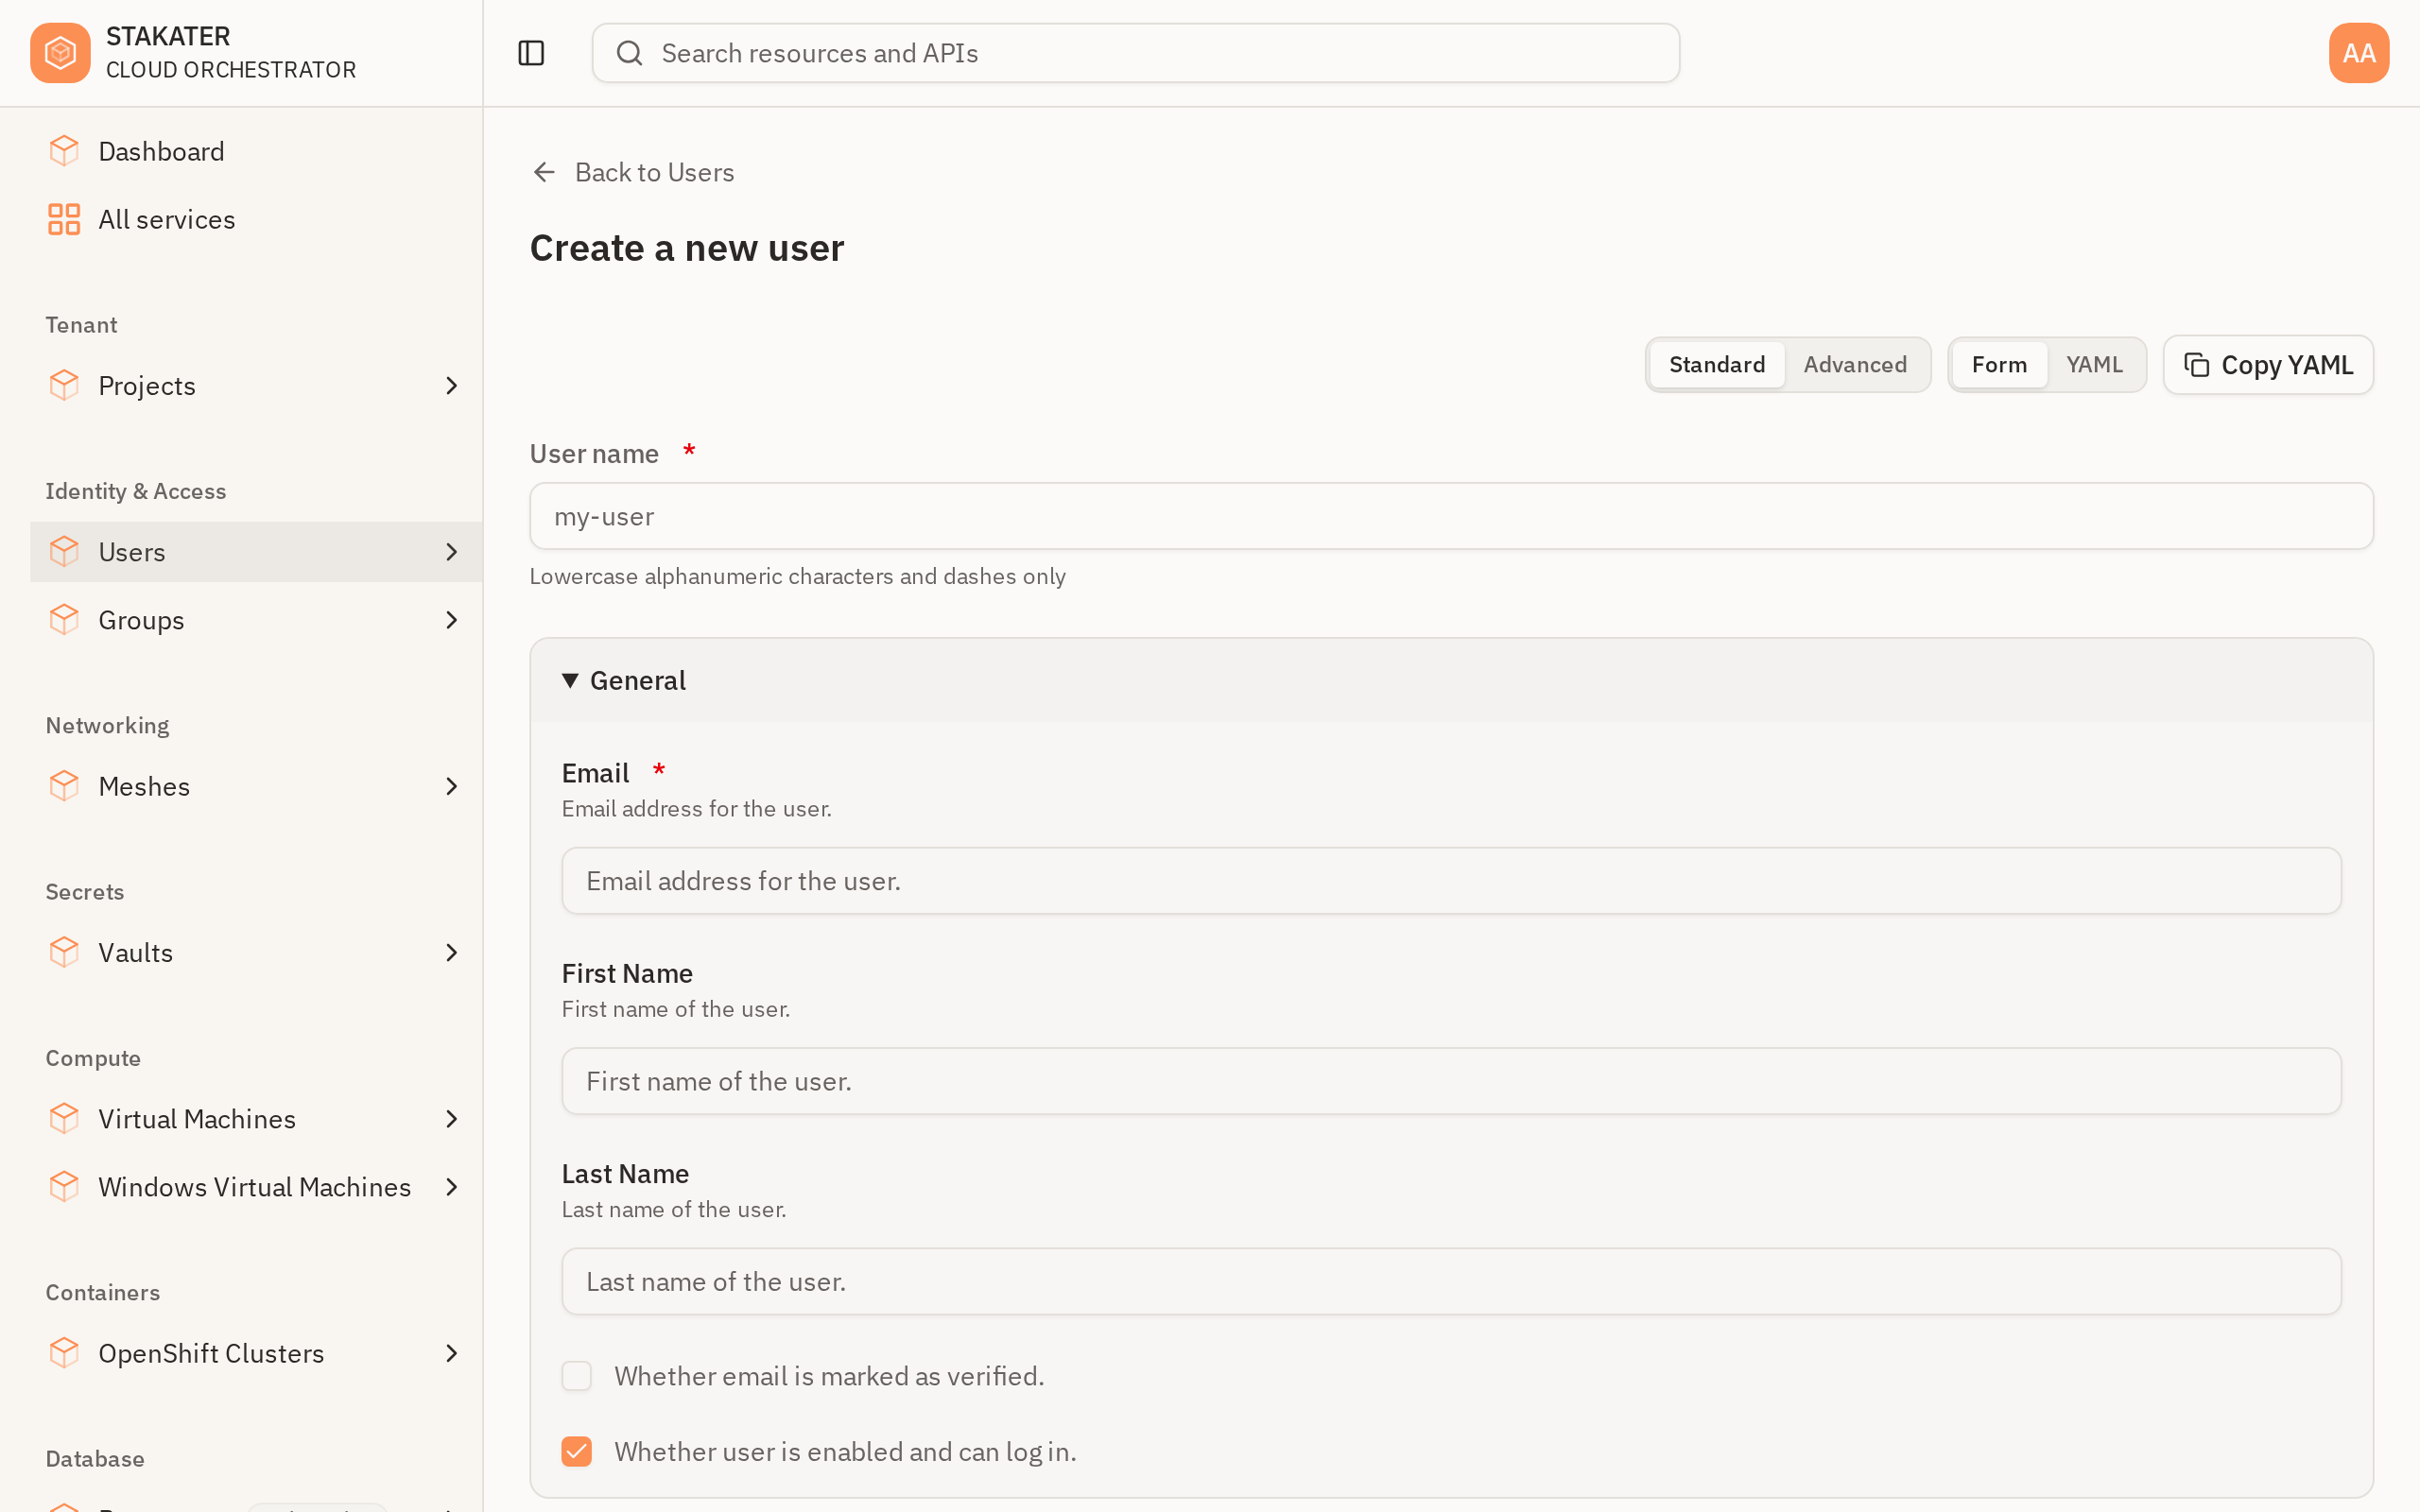 STAKATER
CLOUD ORCHESTRATOR
Search resources and APIs
AA
Dashboard
All services
Tenant
Projects
Identity & Access
Users
Groups
Networking
Meshes
Secrets
Vaults
Compute
Virtual Machines
Windows Virtual Machines
Containers
OpenShift Clusters
Database
Back to Users
Create a new user
Standard Advanced Form YAML Copy YAML
User name *
my-user
Lowercase alphanumeric characters and dashes only
▼ General
Email *
Email address for the user.
Email address for the user.
First Name
First name of the user.
First name of the user.
Last Name
Last name of the user.
Last name of the user.
Whether email is marked as verified.
Whether user is enabled and can log in.